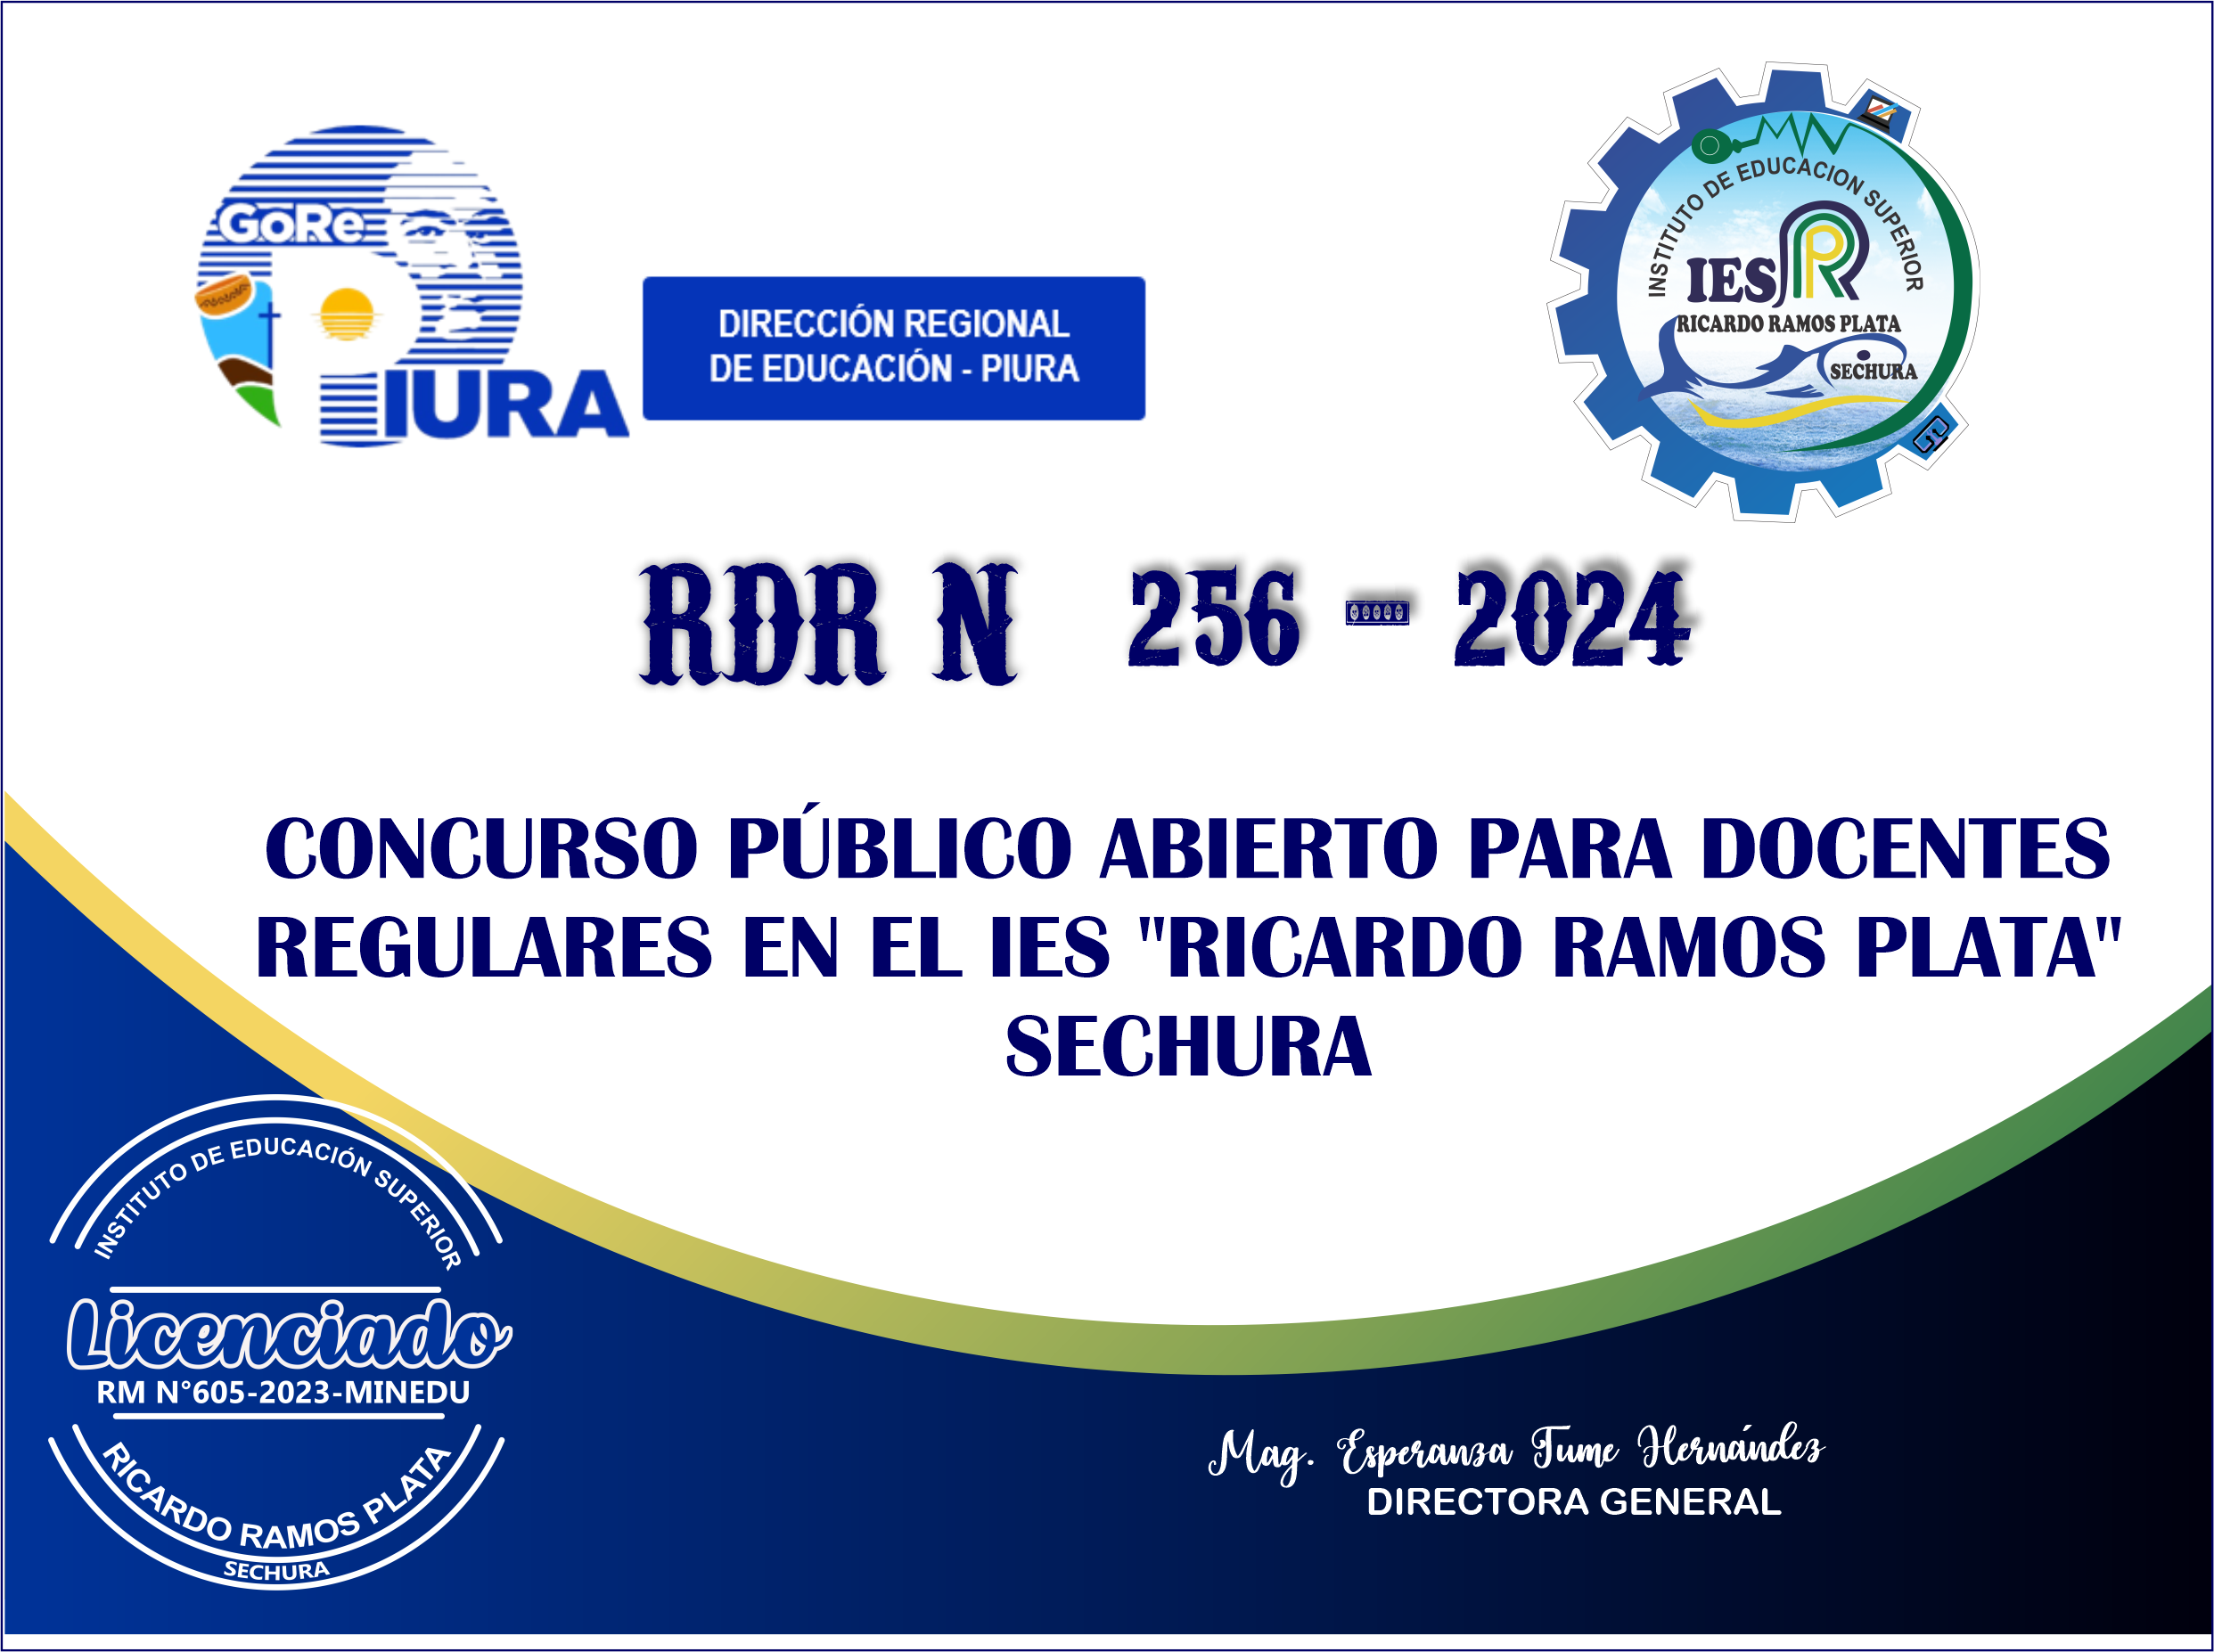 GoRe
PIURA
DIRECCIÓN REGIONAL
DE EDUCACIÓN - PIURA
INSTITUTO DE EDUCACION SUPERIOR
IES RP
RICARDO RAMOS PLATA
SECHURA
RDR N 256 - 2024
CONCURSO PÚBLICO ABIERTO PARA DOCENTES
REGULARES EN EL IES "RICARDO RAMOS PLATA"
SECHURA
INSTITUTO DE EDUCACIÓN SUPERIOR
Licenciado
RM N°605-2023-MINEDU
RICARDO RAMOS PLATA
SECHURA
Mag. Esperanza Tume Hernández
DIRECTORA GENERAL